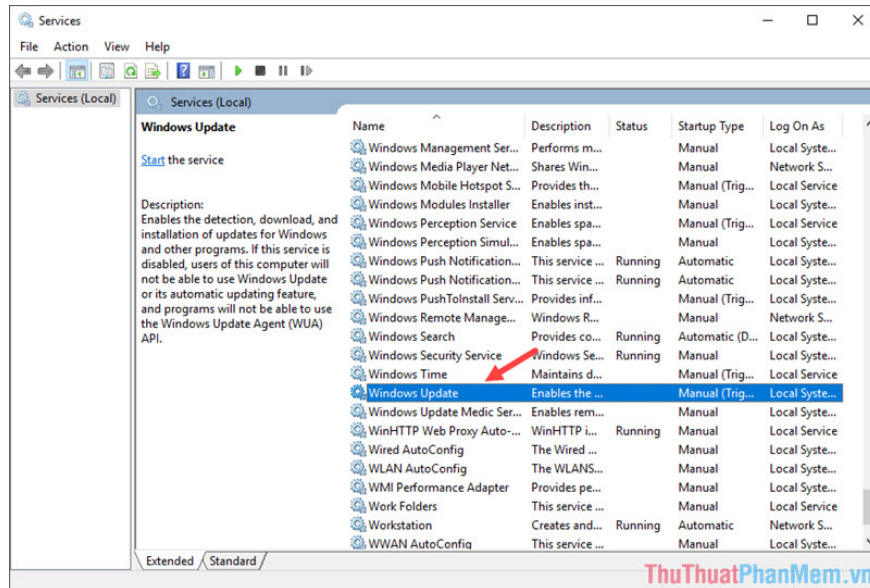 Services
File Action View Help
Services (Local)
Services (Local)
Windows Update
Start the service
Description:
Enables the detection, download, and
installation of updates for Windows
and other programs. If this service is
disabled, users of this computer will
not be able to use Windows Update
or its automatic updating feature,
and programs will not be able to use
the Windows Update Agent (WUA)
API.
Name Description Status Startup Type Log On As
Windows Management Ser... Performs m... Manual Local Syste...
Windows Media Player Net... Shares Win... Manual Network S...
Windows Mobile Hotspot S... Provides th... Manual (Trig... Local Service
Windows Modules Installer Enables inst... Manual Local Syste...
Windows Perception Service Enables spa... Manual (Trig... Local Service
Windows Perception Simul... Enables spa... Manual Local Syste...
Windows Push Notification... This service ... Running Automatic Local Syste...
Windows Push Notification... This service ... Running Automatic Local Syste...
Windows PushToInstall Serv... Provides inf... Manual (Trig... Local Syste...
Windows Remote Manage... Windows R... Manual Network S...
Windows Search Provides co... Running Automatic (D... Local Syste...
Windows Security Service Windows Se... Running Manual Local Syste...
Windows Time Maintains d... Manual (Trig... Local Service
Windows Update Enables the ... Manual (Trig... Local Syste...
Windows Update Medic Ser... Enables rem... Manual Local Syste...
WinHTTP Web Proxy Auto-... WinHTTP i... Running Manual Local Service
Wired AutoConfig The Wired ... Manual Local Syste...
WLAN AutoConfig The WLANS... Manual Local Syste...
WMI Performance Adapter Provides pe... Manual Local Syste...
Work Folders This service ... Manual Local Service
Workstation Creates and... Running Automatic Network S...
WWAN AutoConfig This service ... Manual Local Syste...
Extended Standard
ThuThuatPhanMem.vn